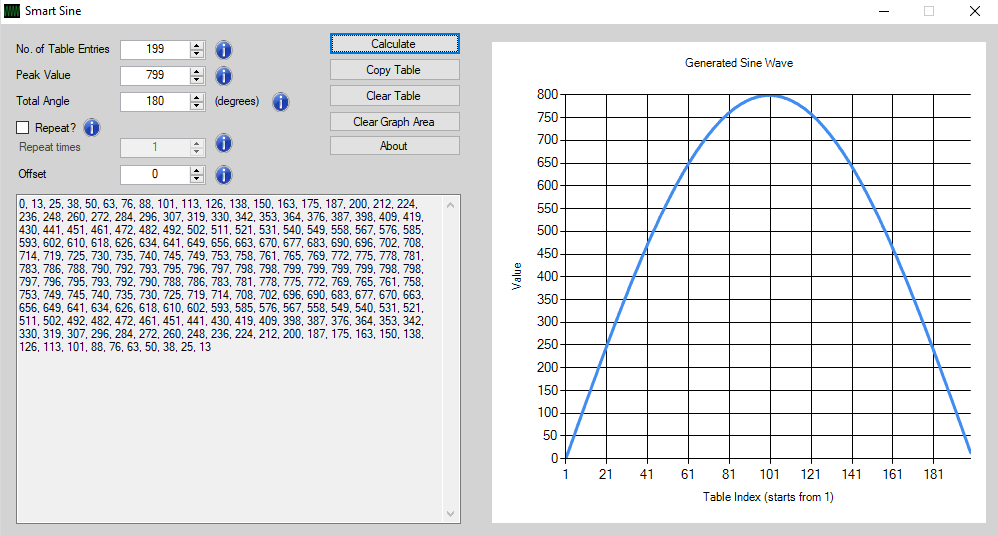 Smart Sine
No. of Table Entries 199
Peak Value 799
Total Angle 180 (degrees)
Repeat?
Repeat times 1
Offset 0
Calculate
Copy Table
Clear Table
Clear Graph Area
About
0, 13, 25, 38, 50, 63, 76, 88, 101, 113, 126, 138, 150, 163, 175, 187, 200, 212, 224,
236, 248, 260, 272, 284, 296, 307, 319, 330, 342, 353, 364, 376, 387, 398, 409, 419,
430, 441, 451, 461, 472, 482, 492, 502, 511, 521, 531, 540, 549, 558, 567, 576, 585,
593, 602, 610, 618, 626, 634, 641, 649, 656, 663, 670, 677, 683, 690, 696, 702, 708,
714, 719, 725, 730, 735, 740, 745, 749, 753, 758, 761, 765, 769, 772, 775, 778, 781,
783, 786, 788, 790, 792, 793, 795, 796, 797, 798, 798, 799, 799, 799, 799, 798, 798,
797, 796, 795, 793, 792, 790, 788, 786, 783, 781, 778, 775, 772, 769, 765, 761, 758,
753, 749, 745, 740, 735, 730, 725, 719, 714, 708, 702, 696, 690, 683, 677, 670, 663,
656, 649, 641, 634, 626, 618, 610, 602, 593, 585, 576, 567, 558, 549, 540, 531, 521,
511, 502, 492, 482, 472, 461, 451, 441, 430, 419, 409, 398, 387, 376, 364, 353, 342,
330, 319, 307, 296, 284, 272, 260, 248, 236, 224, 212, 200, 187, 175, 163, 150, 138,
126, 113, 101, 88, 76, 63, 50, 38, 25, 13
Generated Sine Wave
800
750
700
650
600
550
500
450
400
350
300
250
200
150
100
50
0
Value
1 21 41 61 81 101 121 141 161 181
Table Index (starts from 1)